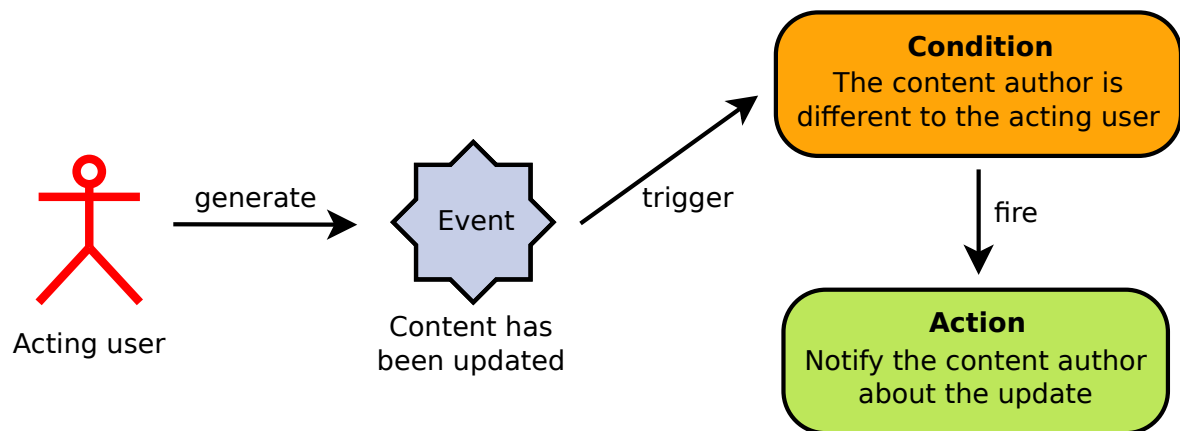 Condition
The content author is
different to the acting user
generate
Event
trigger
fire
Acting user
Content has
been updated
Action
Notify the content author
about the update